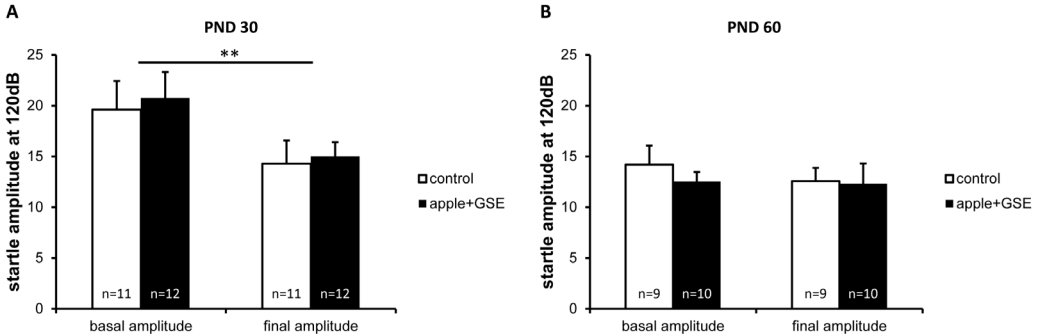 A
PND 30
**
startle amplitude at 120dB
25
20
15
10
5
0
n=11
n=12
n=11
n=12
basal amplitude
final amplitude
control
apple+GSE
B
PND 60
startle ampitude at 120dB
25
20
15
10
5
0
n=9
n=10
n=9
n=10
basal amplitude
final amplitude
control
apple+GSE